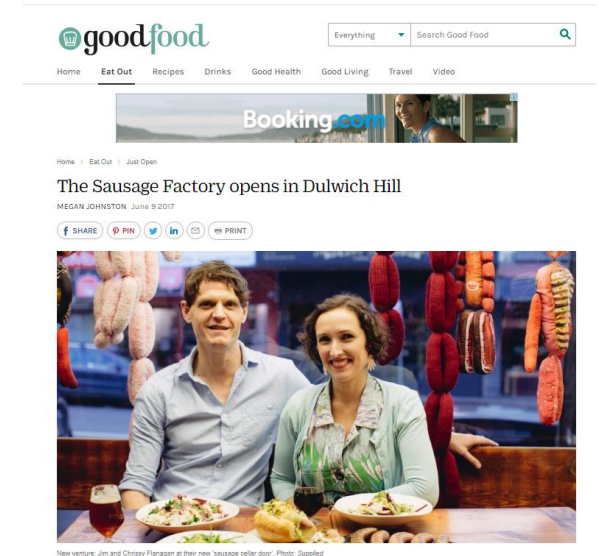 goodfood
Everything
Search Good Food
Home Eat Out Recipes Drinks Good Health Good Living Travel Video
Booking.com
Home | Eat Out | Just Open
The Sausage Factory opens in Dulwich Hill
MEGAN JOHNSTON June 9 2017
f SHARE PIN in PRINT
New venture: Jim and Chrissy Flanagan at their new 'sausage cellar door'. Photo: Supplied